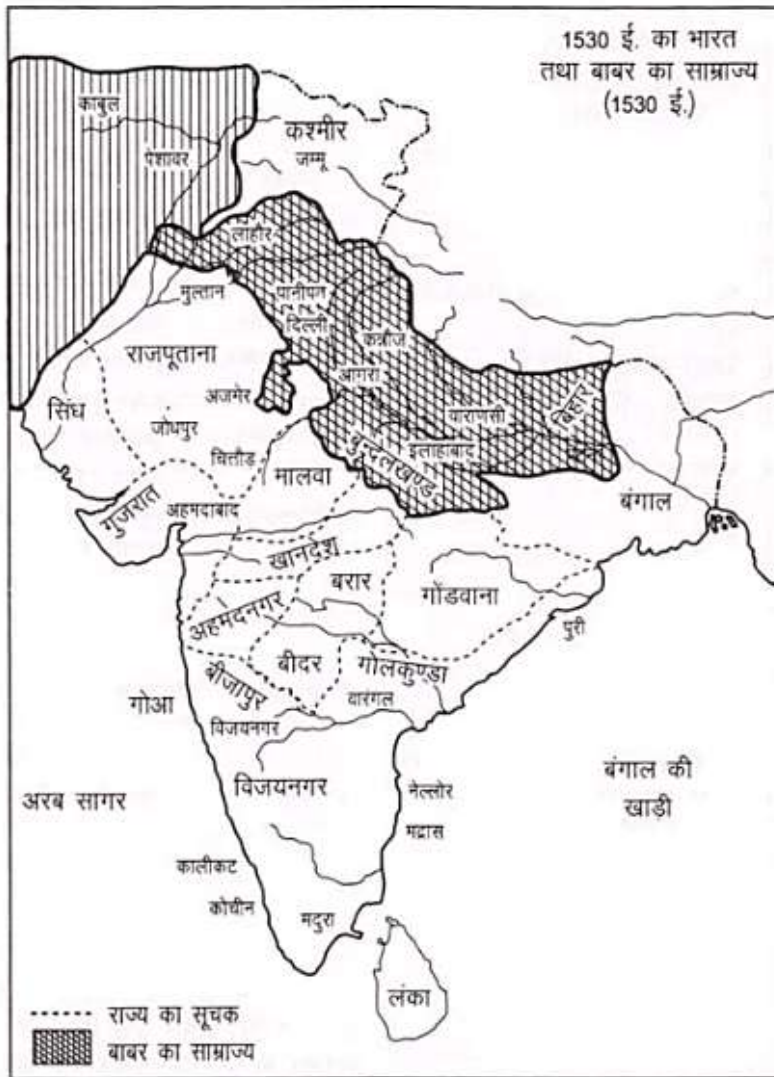 1530 ई. का भारत
तथा बाबर का साम्राज्य
(1530 ई.)
काबुल
पेशावर
कश्मीर
जम्मू
लाहौर
मुल्तान
पानीपत
दिल्ली
कन्नौज
राजपूताना
आगरा
अजमेर
सिंध
जोधपुर
वाराणसी
बिहार
चित्तौड़
इलाहाबाद
बुन्देलखण्ड
मालवा
गुजरात
अहमदाबाद
बंगाल
खानदेश
बरार
गोंडवाना
अहमदनगर
पुरी
बीदर
गोलकुण्डा
बीजापुर
वारंगल
गोआ
विजयनगर
बंगाल की
खाड़ी
विजयनगर
अरब सागर
नेल्लोर
मद्रास
कालीकट
कोचीन
मदुरा
लंका
राज्य का सूचक
बाबर का साम्राज्य